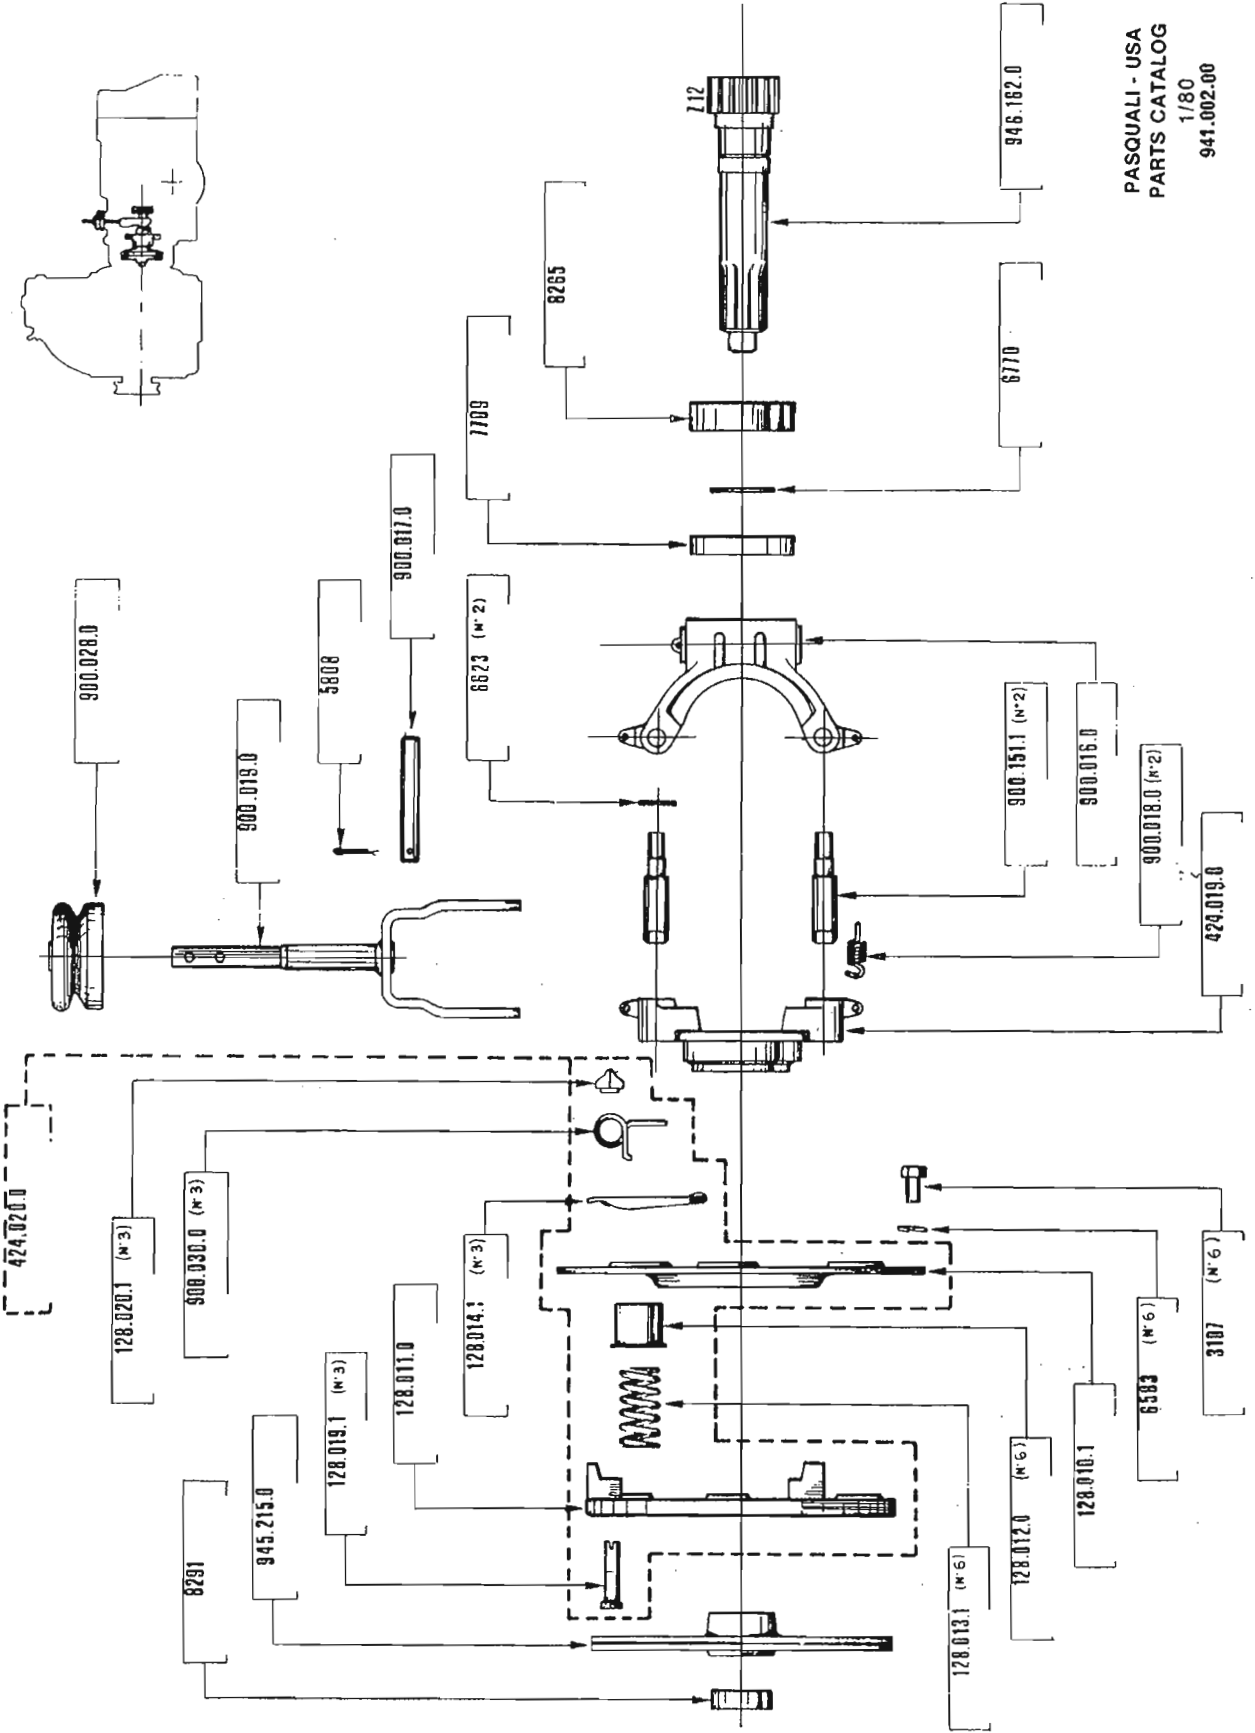 PASQUALI - USA
PARTS CATALOG
1/80
941.002.00
424.020.0
128.020.1 (N°3)
900.030.0 (N°3)
900.028.0
900.019.0
5808
900.017.0
6623 (N°2)
7709
8265
Z 12
946.162.0
6770
900.151.1 (N°2)
900.016.0
900.018.0 (N°2)
424.019.0
128.014.1 (N°3)
128.011.0
128.019.1 (N°3)
945.215.0
8291
128.013.1 (N°6)
128.012.0 (N°6)
128.010.1
6583 (N°6)
3107 (N°6)